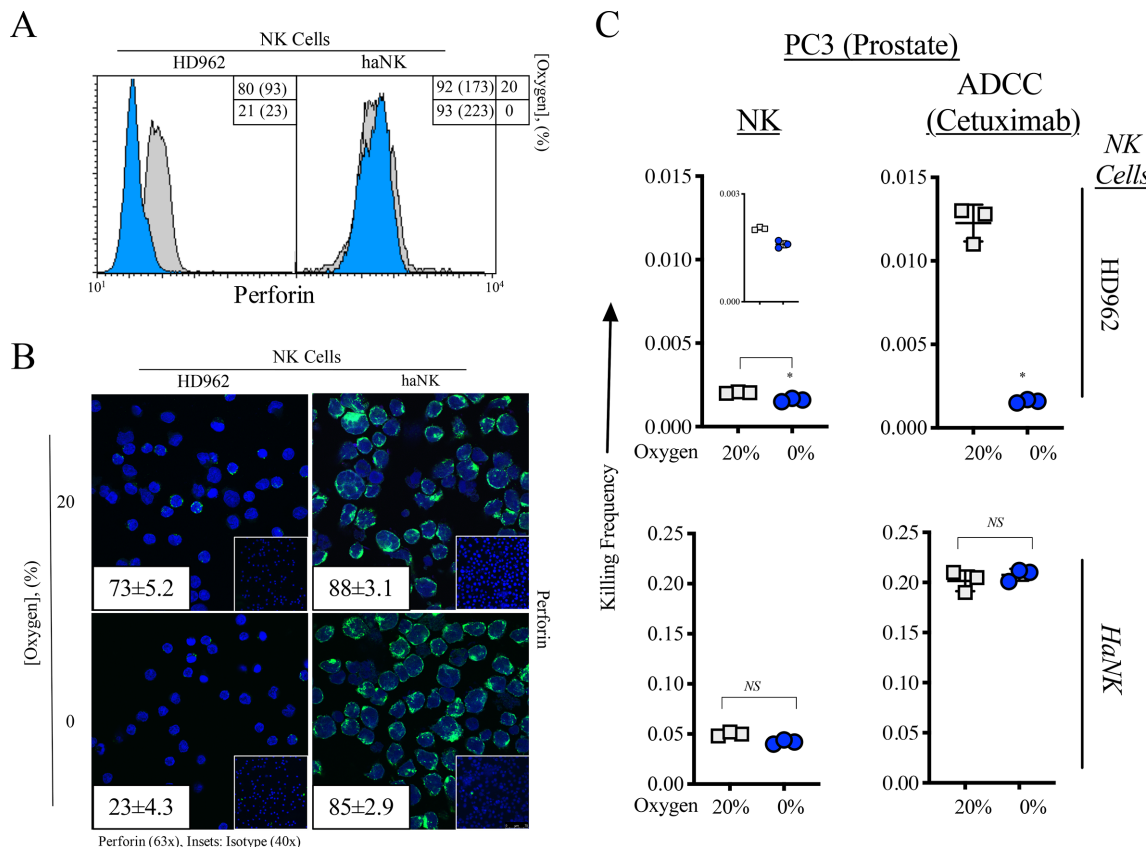 A
NK Cells
HD962
haNK
[Oxygen], (%)
80 (93)
92 (173) 20
21 (23)
93 (223) 0
10¹
Perforin
10⁴
B
NK Cells
HD962
haNK
[Oxygen], (%)
20
73±5.2
88±3.1
Perforin
0
23±4.3
85±2.9
Perforin (63x), Insets: Isotype (40x)
C
PC3 (Prostate)
NK
ADCC
(Cetuximab)
NK
Cells
Killing Frequency
0.015
0.010
0.005
0.000
0.003
0.000
*
Oxygen 20% 0%
0.015
0.010
0.005
0.000
*
20% 0%
HD962
0.25
0.20
0.15
0.10
0.05
0.00
NS
Oxygen 20% 0%
0.25
0.20
0.15
0.10
0.05
0.00
NS
20% 0%
HaNK